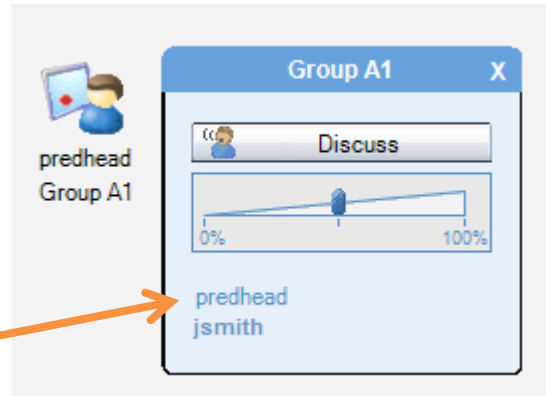 predhead
Group A1
Group A1 X
Discuss
0% 100%
predhead
jsmith